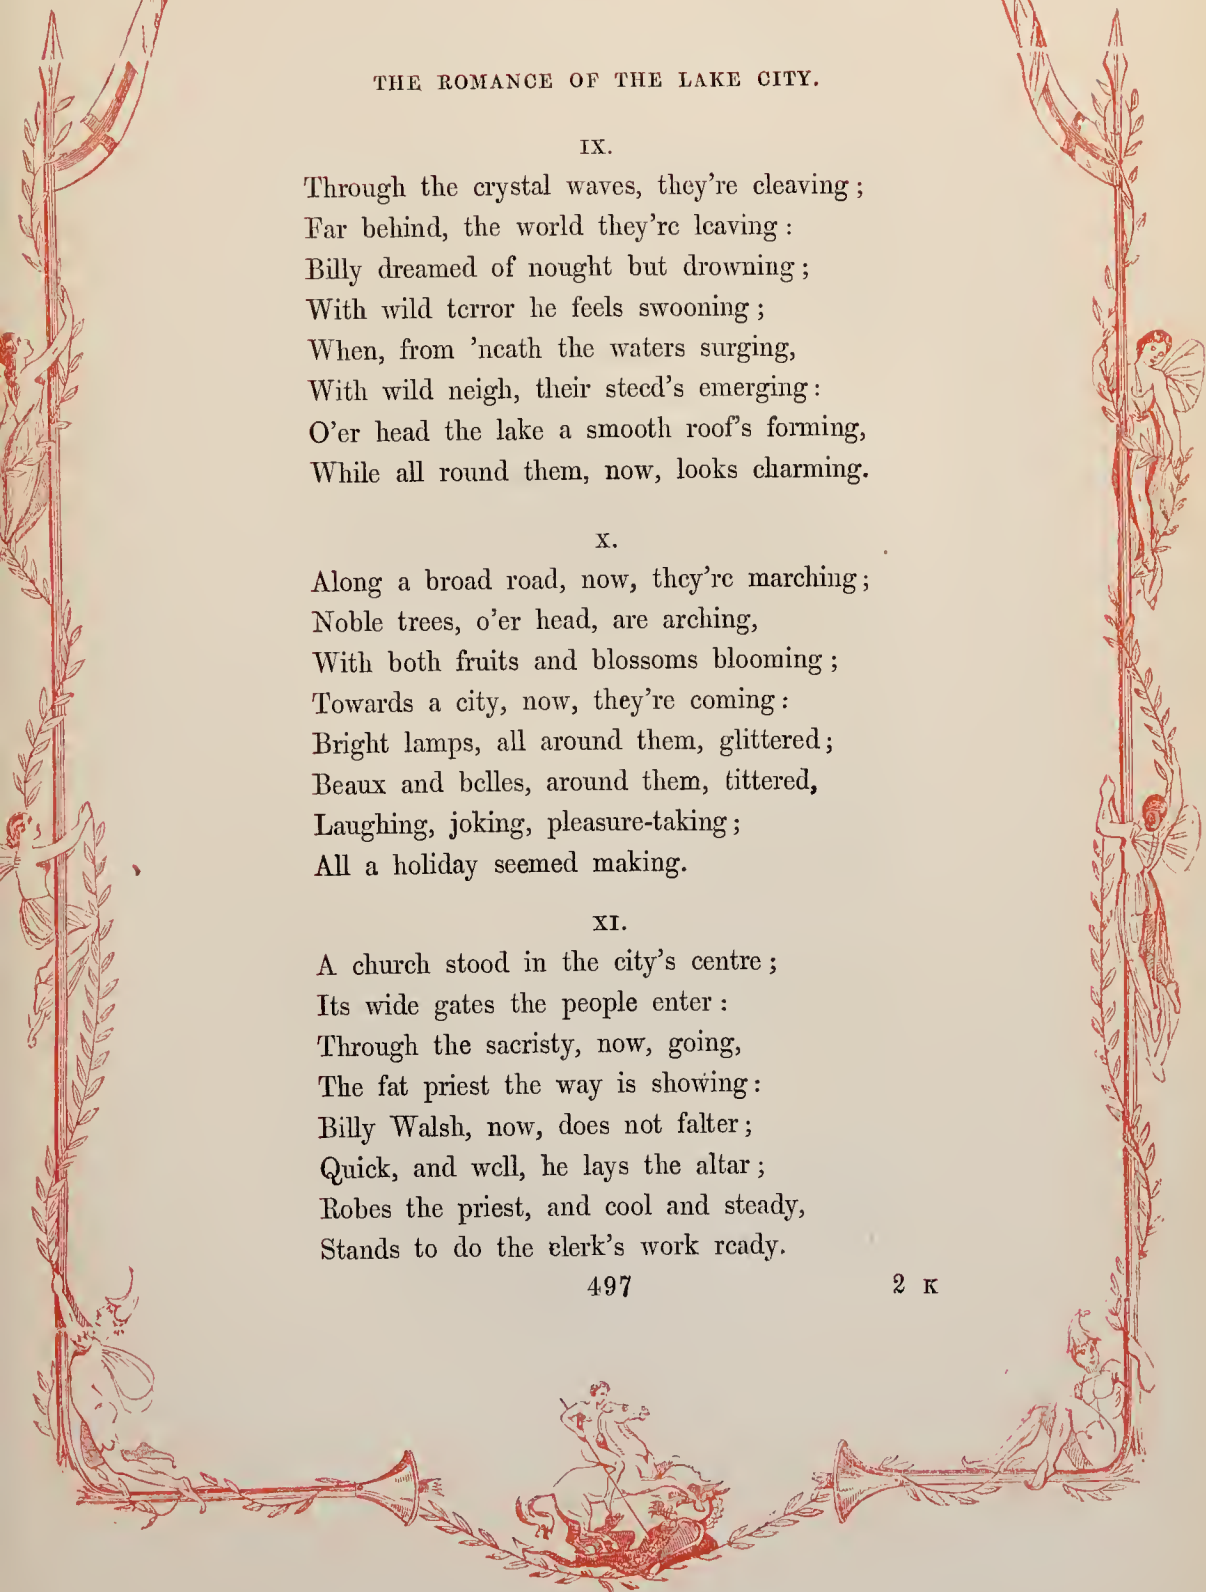 THE ROMANCE OF THE LAKE CITY.
IX.
Through the crystal waves, they're cleaving;
Far behind, the world they're leaving:
Billy dreamed of nought but drowning;
With wild terror he feels swooning;
When, from 'neath the waters surging,
With wild neigh, their steed's emerging:
O'er head the lake a smooth roof's forming,
While all round them, now, looks charming.
X.
Along a broad road, now, they're marching;
Noble trees, o'er head, are arching,
With both fruits and blossoms blooming;
Towards a city, now, they're coming:
Bright lamps, all around them, glittered;
Beaux and belles, around them, tittered,
Laughing, joking, pleasure-taking;
All a holiday seemed making.
XI.
A church stood in the city's centre;
Its wide gates the people enter:
Through the sacristy, now, going,
The fat priest the way is showing:
Billy Walsh, now, does not falter;
Quick, and well, he lays the altar;
Robes the priest, and cool and steady,
Stands to do the clerk's work ready.
497 2 K